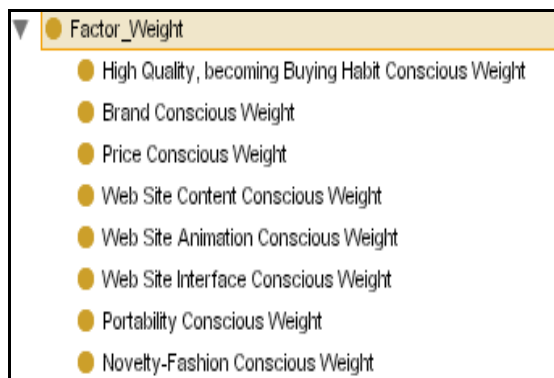 Factor_Weight
High Quality, becoming Buying Habit Conscious Weight
Brand Conscious Weight
Price Conscious Weight
Web Site Content Conscious Weight
Web Site Animation Conscious Weight
Web Site Interface Conscious Weight
Portability Conscious Weight
Novelty-Fashion Conscious Weight